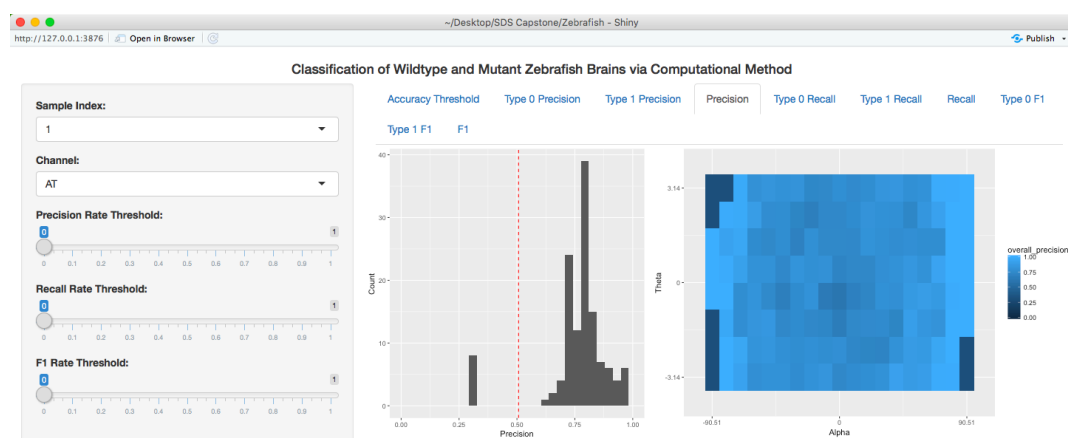 ~/Desktop/SDS Capstone/Zebrafish - Shiny
http://127.0.0.1:3876 Open in Browser Publish
Classification of Wildtype and Mutant Zebrafish Brains via Computational Method
Sample Index:
1
Channel:
AT
Precision Rate Threshold:
0 1
0 0.1 0.2 0.3 0.4 0.5 0.6 0.7 0.8 0.9 1
Recall Rate Threshold:
0 1
0 0.1 0.2 0.3 0.4 0.5 0.6 0.7 0.8 0.9 1
F1 Rate Threshold:
0 1
0 0.1 0.2 0.3 0.4 0.5 0.6 0.7 0.8 0.9 1
Accuracy Threshold Type 0 Precision Type 1 Precision Precision Type 0 Recall Type 1 Recall Recall Type 0 F1
Type 1 F1 F1
40
30
20
10
0
Count
0.00 0.25 0.50 0.75 1.00
Precision
3.14
0
-3.14
Theta
-90.51 0 90.51
Alpha
overall_precision
1.00
0.75
0.50
0.25
0.00